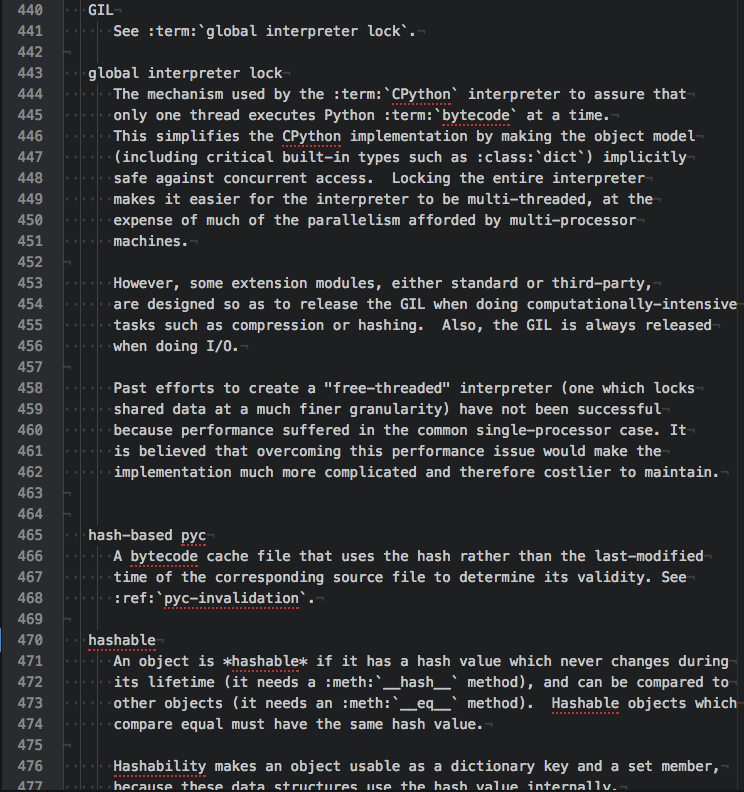 440 GIL
441 See :term:`global interpreter lock`.
442
443 global interpreter lock
444 The mechanism used by the :term:`CPython` interpreter to assure that
445 only one thread executes Python :term:`bytecode` at a time.
446 This simplifies the CPython implementation by making the object model
447 (including critical built-in types such as :class:`dict`) implicitly
448 safe against concurrent access.  Locking the entire interpreter
449 makes it easier for the interpreter to be multi-threaded, at the
450 expense of much of the parallelism afforded by multi-processor
451 machines.
452
453 However, some extension modules, either standard or third-party,
454 are designed so as to release the GIL when doing computationally-intensive
455 tasks such as compression or hashing.  Also, the GIL is always released
456 when doing I/O.
457
458 Past efforts to create a "free-threaded" interpreter (one which locks
459 shared data at a much finer granularity) have not been successful
460 because performance suffered in the common single-processor case. It
461 is believed that overcoming this performance issue would make the
462 implementation much more complicated and therefore costlier to maintain.
463
464
465 hash-based pyc
466 A bytecode cache file that uses the hash rather than the last-modified
467 time of the corresponding source file to determine its validity. See
468 :ref:`pyc-invalidation`.
469
470 hashable
471 An object is *hashable* if it has a hash value which never changes during
472 its lifetime (it needs a :meth:`__hash__` method), and can be compared to
473 other objects (it needs an :meth:`__eq__` method).  Hashable objects which
474 compare equal must have the same hash value.
475
476 Hashability makes an object usable as a dictionary key and a set member,
477 because these data structures use the hash value internally.